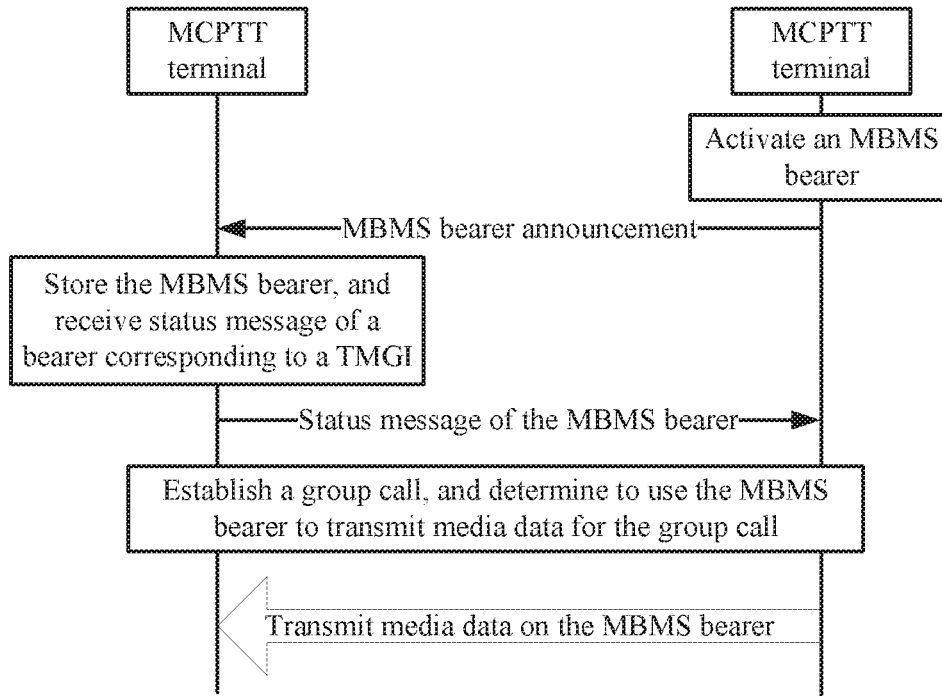 MCPTT
terminal
MCPTT
terminal
Activate an MBMS
bearer
MBMS bearer announcement
Store the MBMS bearer, and
receive status message of a
bearer corresponding to a TMGI
Status message of the MBMS bearer
Establish a group call, and determine to use the MBMS
bearer to transmit media data for the group call
Transmit media data on the MBMS bearer